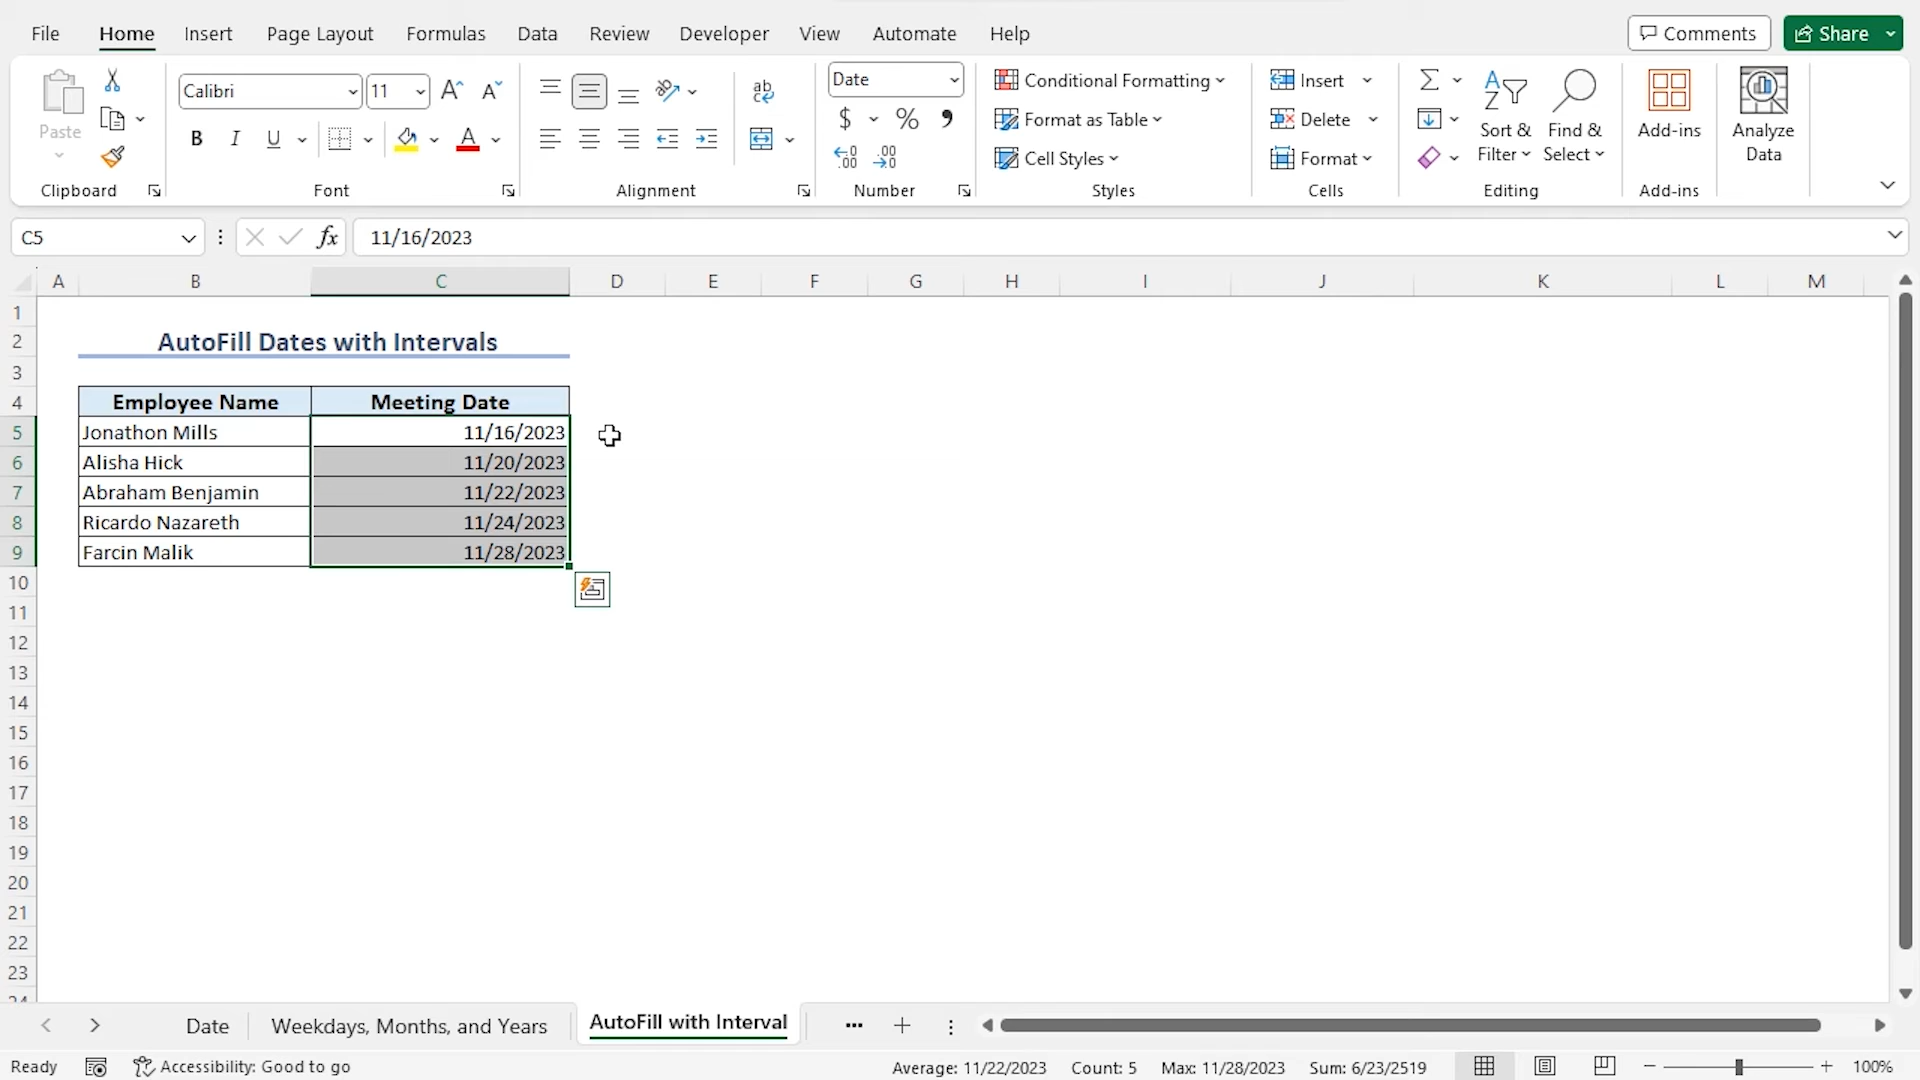 File Home Insert Page Layout Formulas Data Review Developer View Automate Help Comments Share
Paste
Clipboard
Calibri 11
B I U A
Font
ab
c
Alignment
Date
$ % 9
.00
.00
Number
Conditional Formatting
Format as Table
Cell Styles
Styles
Insert
Delete
Format
Cells
Sort & Filter
Find & Select
Editing
Add-ins
Add-ins
Analyze Data
C5 fx 11/16/2023
A B C D E F G H I J K L M
1
2 AutoFill Dates with Intervals
3
4 Employee Name Meeting Date
5 Jonathon Mills 11/16/2023
6 Alisha Hick 11/20/2023
7 Abraham Benjamin 11/22/2023
8 Ricardo Nazareth 11/24/2023
9 Farcin Malik 11/28/2023
10
11
12
13
14
15
16
17
18
19
20
21
22
23
24
Date Weekdays, Months, and Years AutoFill with Interval ...
Ready Accessibility: Good to go Average: 11/22/2023 Count: 5 Max: 11/28/2023 Sum: 6/23/2519 100%